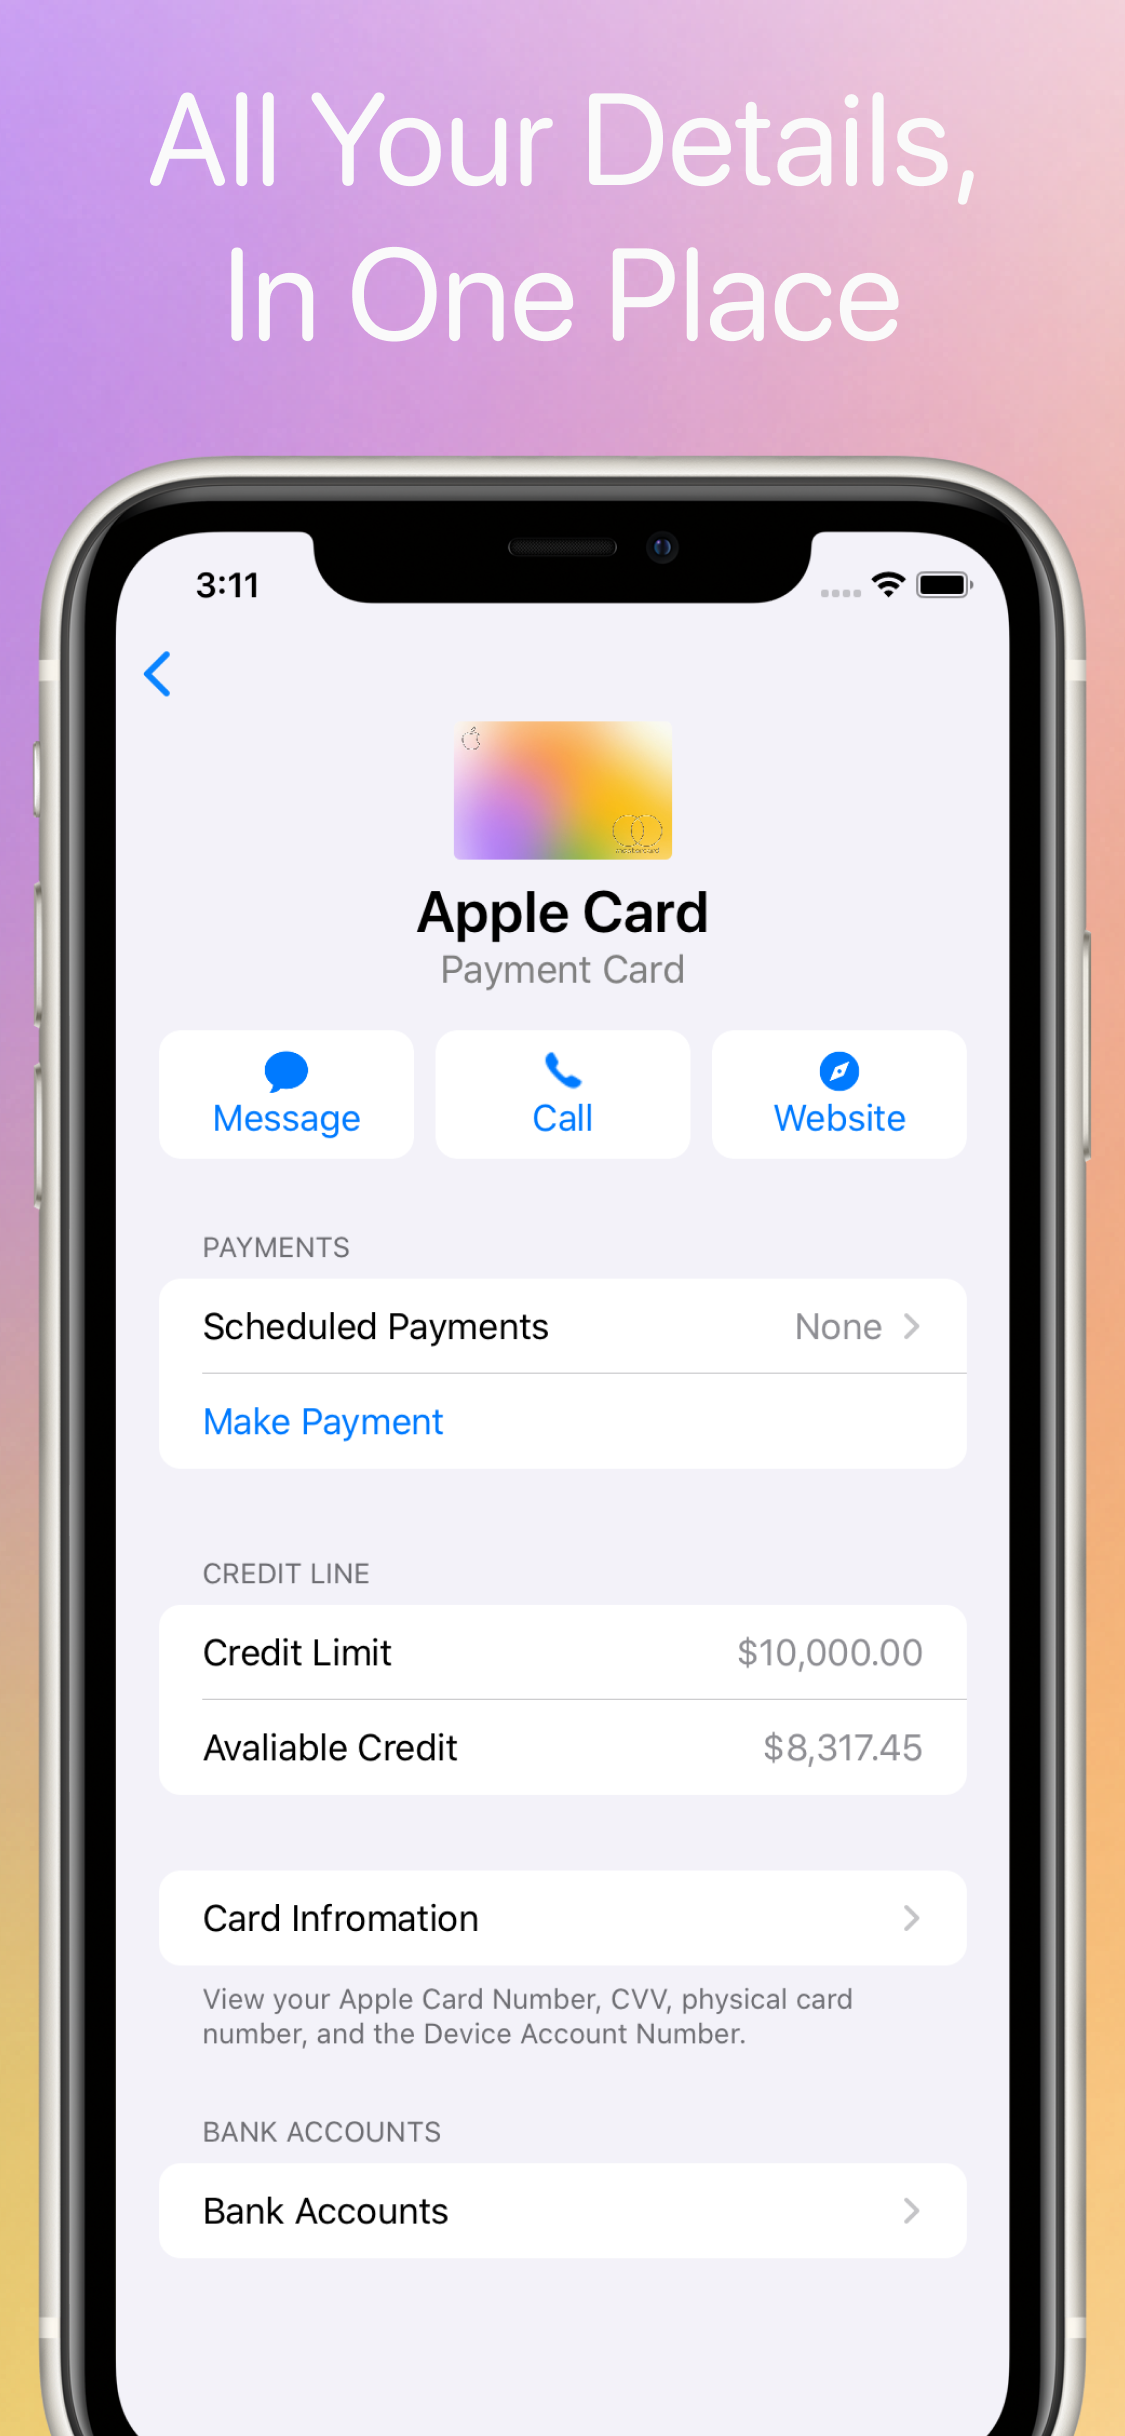 All Your Details,
In One Place
3:11
Apple Card
Payment Card
Message
Call
Website
PAYMENTS
Scheduled Payments
None
Make Payment
CREDIT LINE
Credit Limit
$10,000.00
Avaliable Credit
$8,317.45
Card Infromation
View your Apple Card Number, CVV, physical card
number, and the Device Account Number.
BANK ACCOUNTS
Bank Accounts